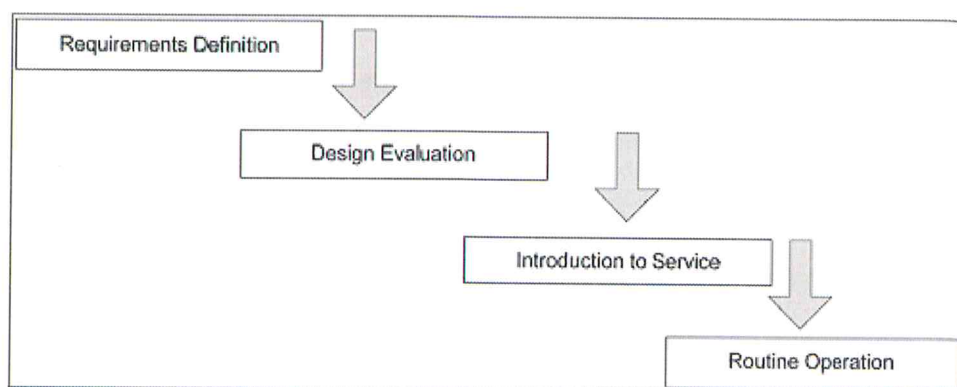 Requirements Definition
Design Evaluation
Introduction to Service
Routine Operation